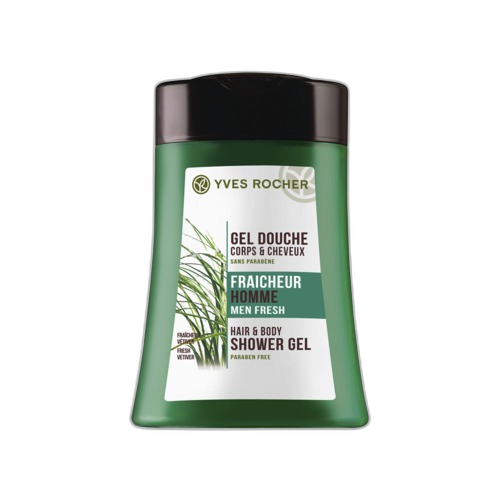 YVES ROCHER
GEL DOUCHE
CORPS & CHEVEUX
SANS PARABÈNE
FRAICHEUR
HOMME
MEN FRESH
HAIR & BODY
SHOWER GEL
PARABEN FREE
FRAÎCHEUR
VÉTIVER
FRESH
VETIVER